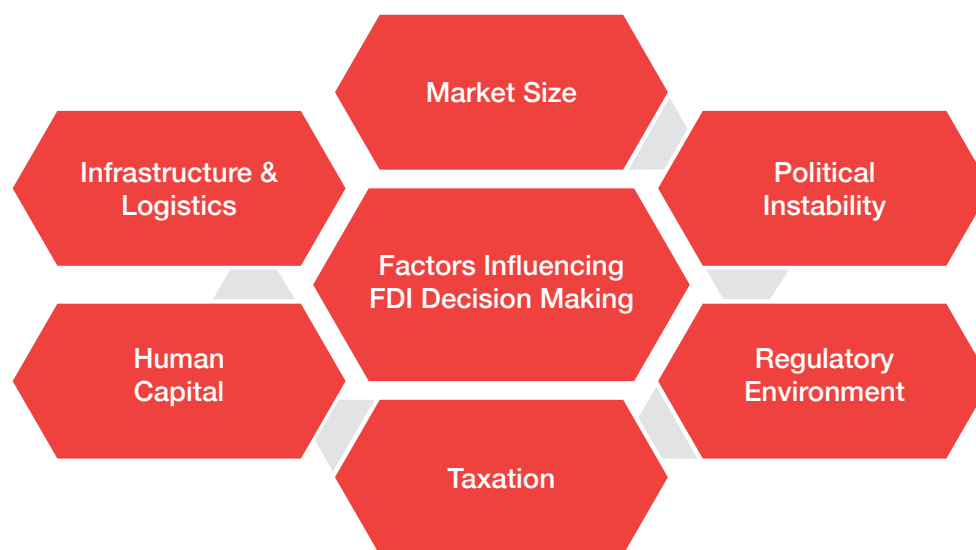 Market Size
Infrastructure &
Logistics
Political
Instability
Factors Influencing
FDI Decision Making
Human
Capital
Regulatory
Environment
Taxation